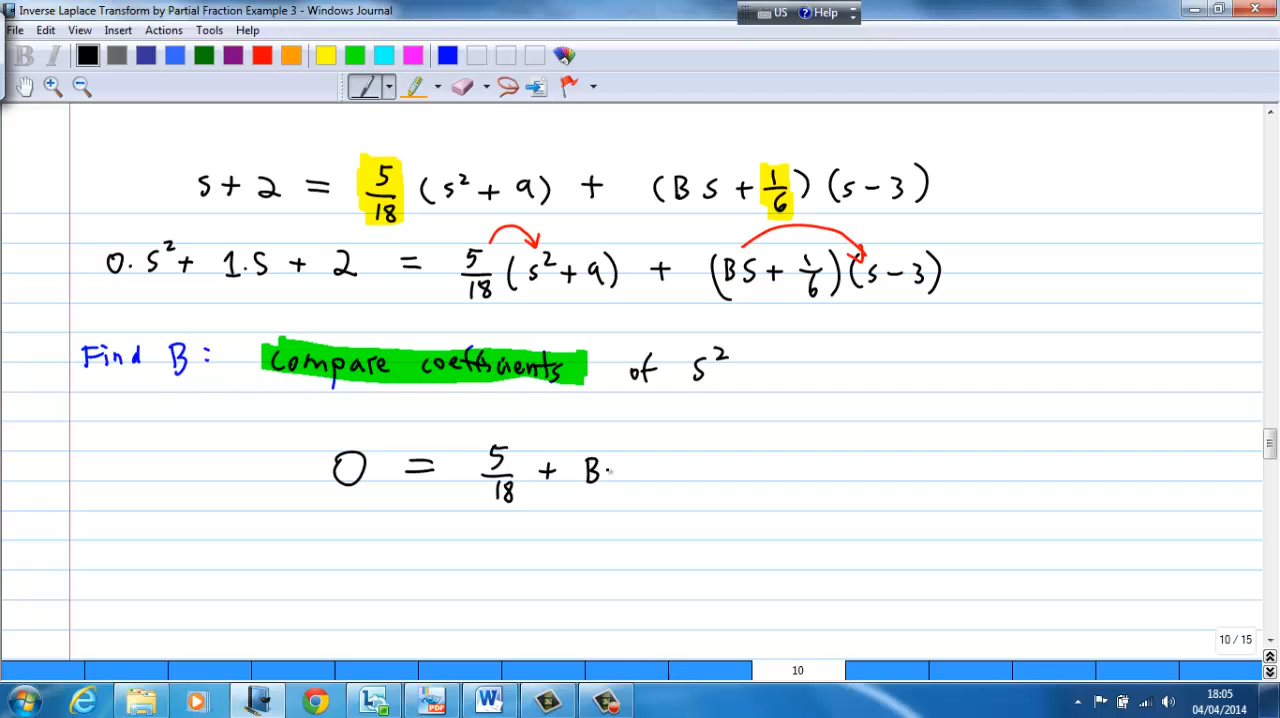 Inverse Laplace Transform by Partial Fraction Example 3 - Windows Journal
US Help
File Edit View Insert Actions Tools Help
B I
s + 2 = 5/18 (s² + 9) + (Bs + 1/6)(s - 3)
0.s² + 1.s + 2 = 5/18 (s² + 9) + (Bs + 1/6)(s - 3)
Find B: Compare coefficients of s²
0 = 5/18 + B.
10 / 15
10
18:05
04/04/2014